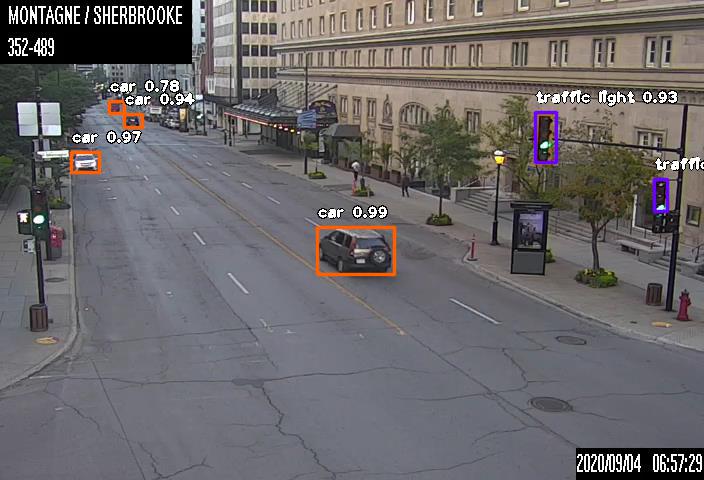 MONTAGNE / SHERBROOKE
352-489
car 0.78
car 0.94
traffic light 0.93
car 0.97
traffic
car 0.99
2020/09/04 06:57:29